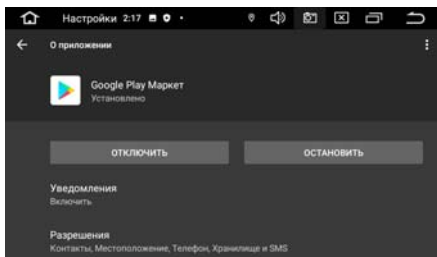 Настройки 2:17
О приложении
Google Play Маркет
Установлено
ОТКЛЮЧИТЬ
ОСТАНОВИТЬ
Уведомления
Включить
Разрешения
Контакты, Местоположение, Телефон, Хранилище и SMS